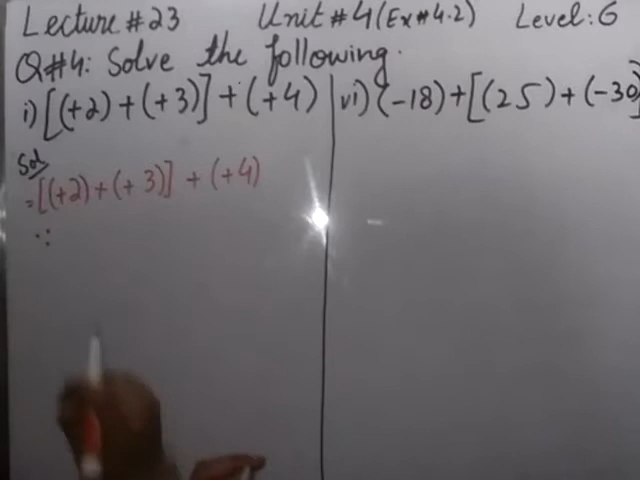 Lecture #23 Unit #4 (Ex#4.2) Level: 6
Q#4: Solve the following.
i) [(+2) + (+3)] + (+4)
vi) (-18) + [(25) + (-30)]
Sol
= [(+2) + (+3)] + (+4)
∵